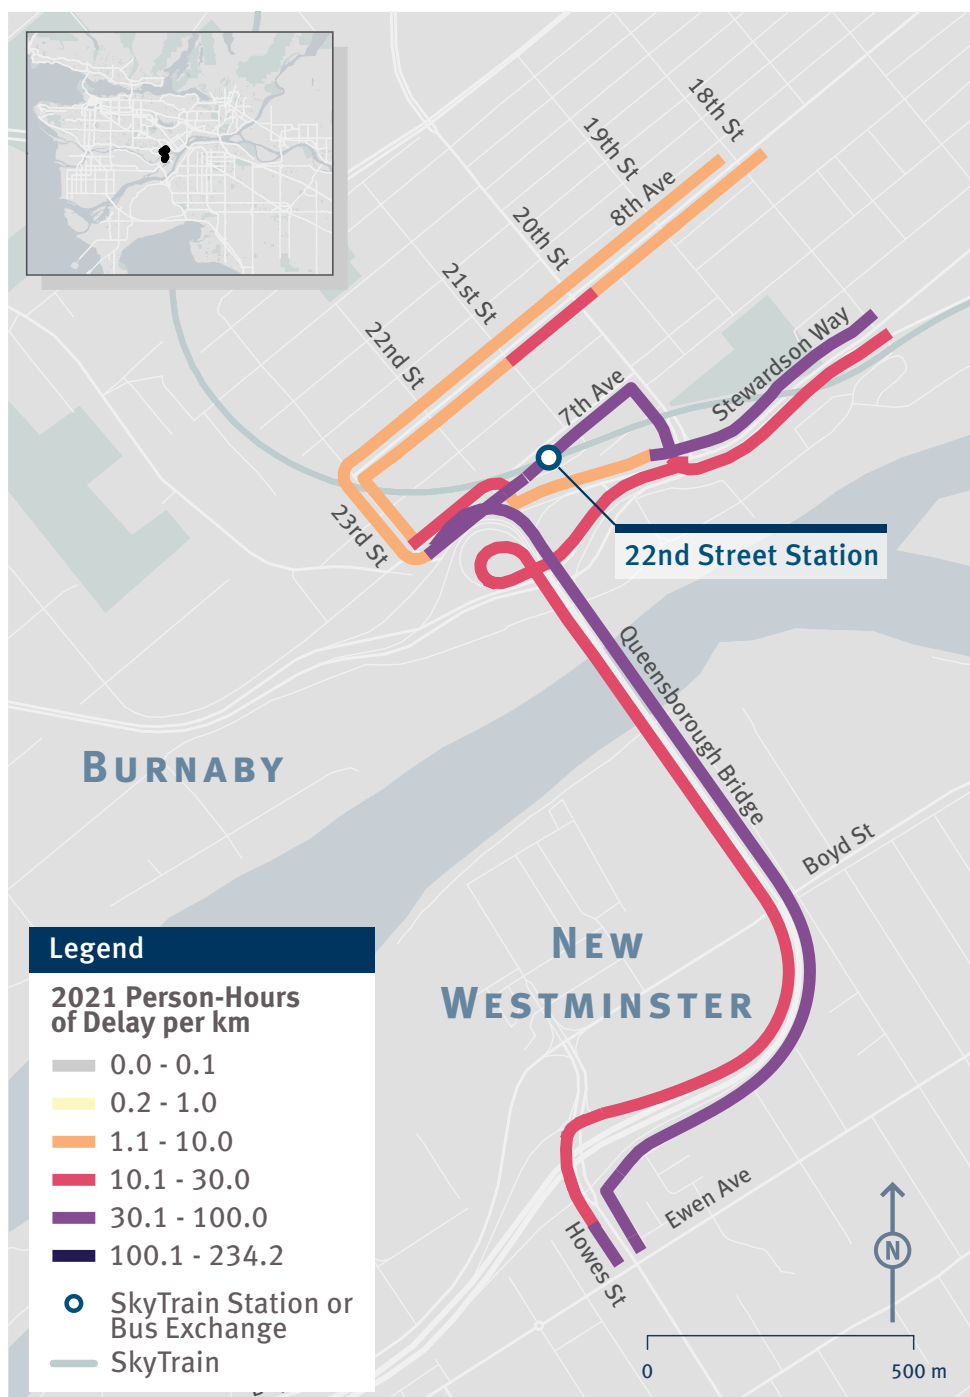 18th St
19th St
8th Ave
20th St
21st St
22nd St
7th Ave
Stewardson Way
23rd St
22nd Street Station
Queensborough Bridge
BURNABY
Boyd St
NEW
WESTMINSTER
Ewen Ave
Howes St
Legend
2021 Person-Hours
of Delay per km
0.0 - 0.1
0.2 - 1.0
1.1 - 10.0
10.1 - 30.0
30.1 - 100.0
100.1 - 234.2
SkyTrain Station or
Bus Exchange
SkyTrain
N
0
500 m